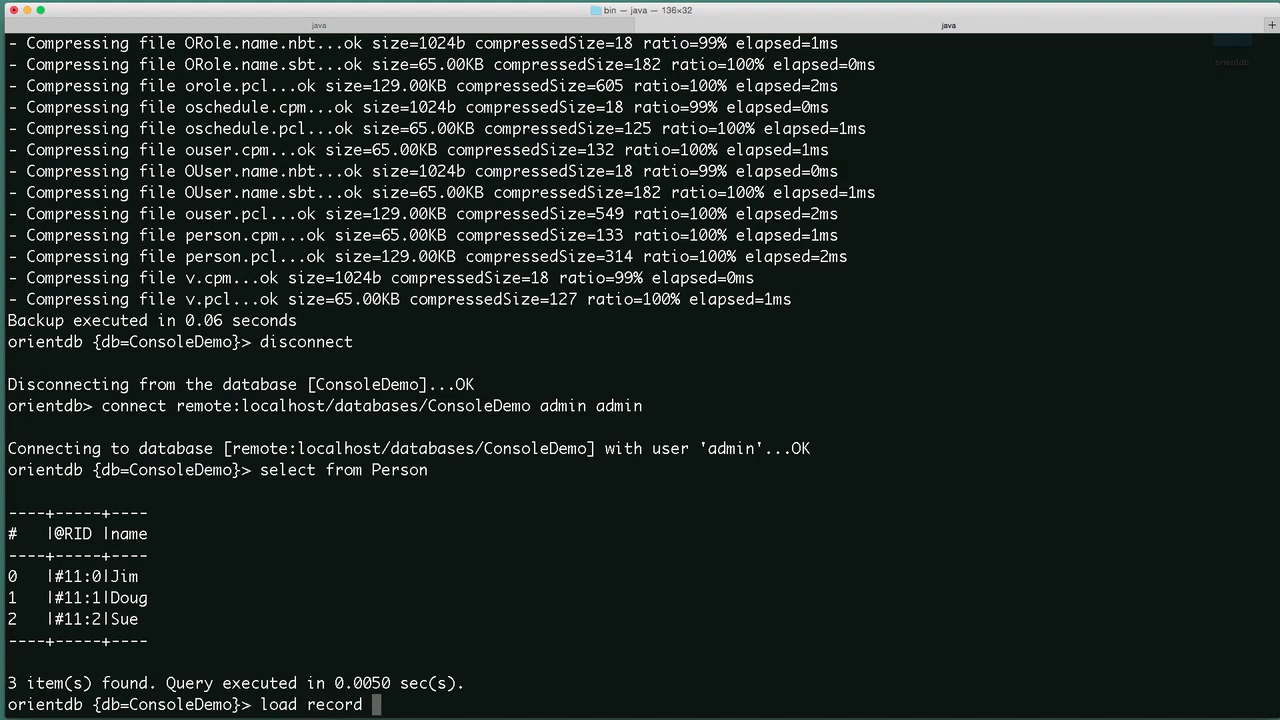 bin — java — 136×32
java
java
+
- Compressing file ORole.name.nbt...ok size=1024b compressedSize=18 ratio=99% elapsed=1ms
- Compressing file ORole.name.sbt...ok size=65.00KB compressedSize=182 ratio=100% elapsed=0ms
orientdb
- Compressing file orole.pcl...ok size=129.00KB compressedSize=605 ratio=100% elapsed=2ms
- Compressing file oschedule.cpm...ok size=1024b compressedSize=18 ratio=99% elapsed=0ms
- Compressing file oschedule.pcl...ok size=65.00KB compressedSize=125 ratio=100% elapsed=1ms
- Compressing file ouser.cpm...ok size=65.00KB compressedSize=132 ratio=100% elapsed=1ms
- Compressing file OUser.name.nbt...ok size=1024b compressedSize=18 ratio=99% elapsed=0ms
- Compressing file OUser.name.sbt...ok size=65.00KB compressedSize=182 ratio=100% elapsed=1ms
- Compressing file ouser.pcl...ok size=129.00KB compressedSize=549 ratio=100% elapsed=2ms
- Compressing file person.cpm...ok size=65.00KB compressedSize=133 ratio=100% elapsed=1ms
- Compressing file person.pcl...ok size=129.00KB compressedSize=314 ratio=100% elapsed=2ms
- Compressing file v.cpm...ok size=1024b compressedSize=18 ratio=99% elapsed=0ms
- Compressing file v.pcl...ok size=65.00KB compressedSize=127 ratio=100% elapsed=1ms
Backup executed in 0.06 seconds
orientdb {db=ConsoleDemo}> disconnect
Disconnecting from the database [ConsoleDemo]...OK
orientdb> connect remote:localhost/databases/ConsoleDemo admin admin
Connecting to database [remote:localhost/databases/ConsoleDemo] with user 'admin'...OK
orientdb {db=ConsoleDemo}> select from Person
----+-----+----
#   |@RID |name
----+-----+----
0   |#11:0|Jim
1   |#11:1|Doug
2   |#11:2|Sue
----+-----+----
3 item(s) found. Query executed in 0.0050 sec(s).
orientdb {db=ConsoleDemo}> load record